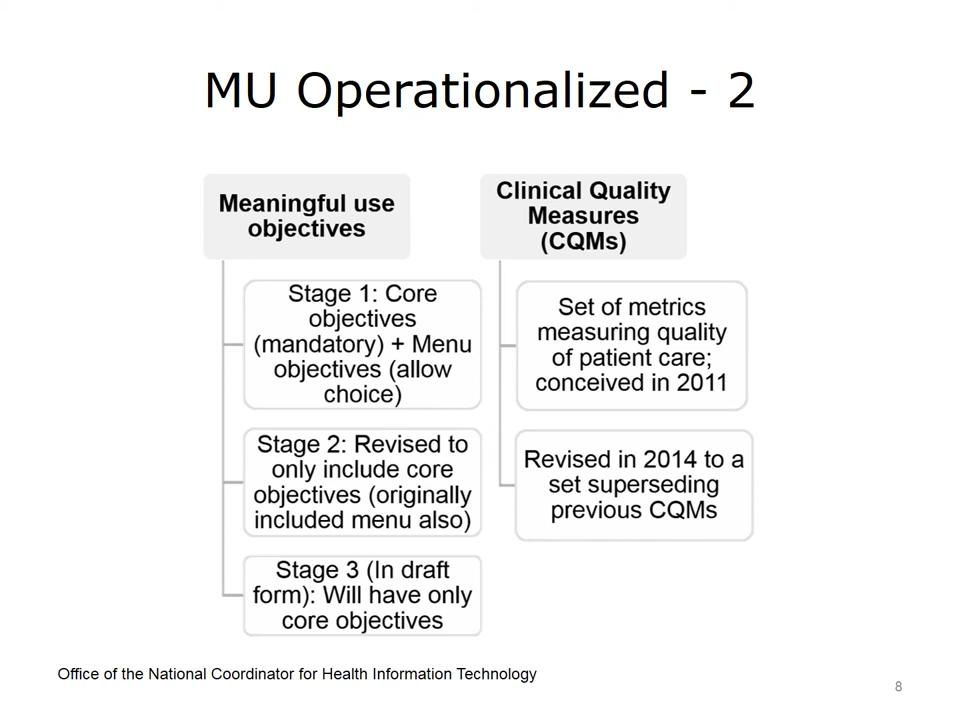 MU Operationalized - 2
Meaningful use
objectives
Stage 1: Core
objectives
(mandatory) + Menu
objectives (allow
choice)
Stage 2: Revised to
only include core
objectives (originally
included menu also)
Stage 3 (In draft
form): Will have only
core objectives
Clinical Quality
Measures
(CQMs)
Set of metrics
measuring quality
of patient care;
conceived in 2011
Revised in 2014 to a
set superseding
previous CQMs
Office of the National Coordinator for Health Information Technology
8